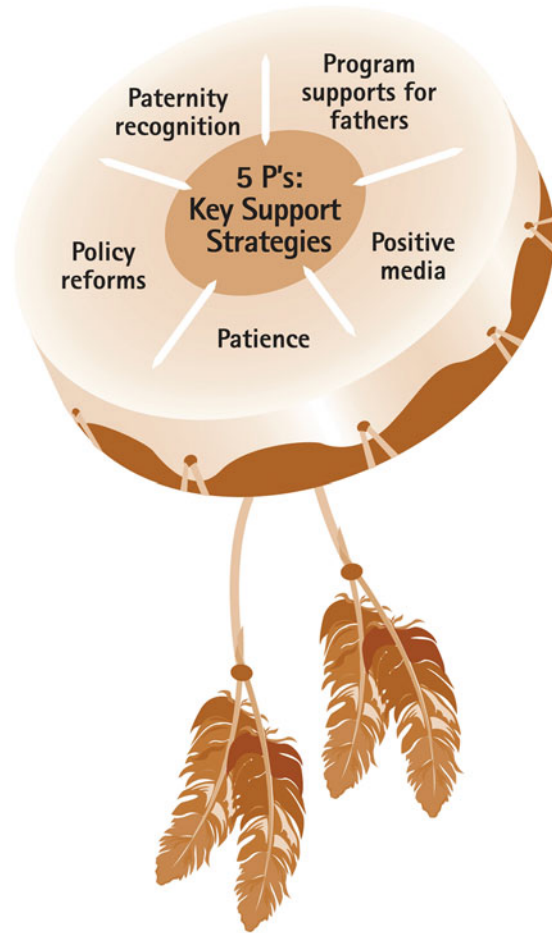 5 P's:
Key Support
Strategies
Program
supports for
fathers
Positive
media
Patience
Policy
reforms
Paternity
recognition